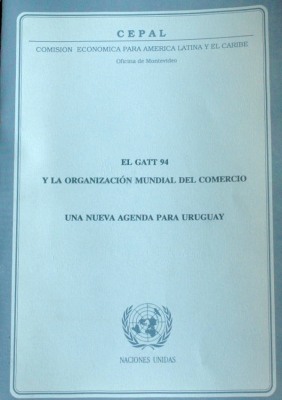 CEPAL
COMISION ECONOMICA PARA AMERICA LATINA Y EL CARIBE
Oficina de Montevideo
EL GATT 94
Y LA ORGANIZACIÓN MUNDIAL DEL COMERCIO
UNA NUEVA AGENDA PARA URUGUAY
NACIONES UNIDAS